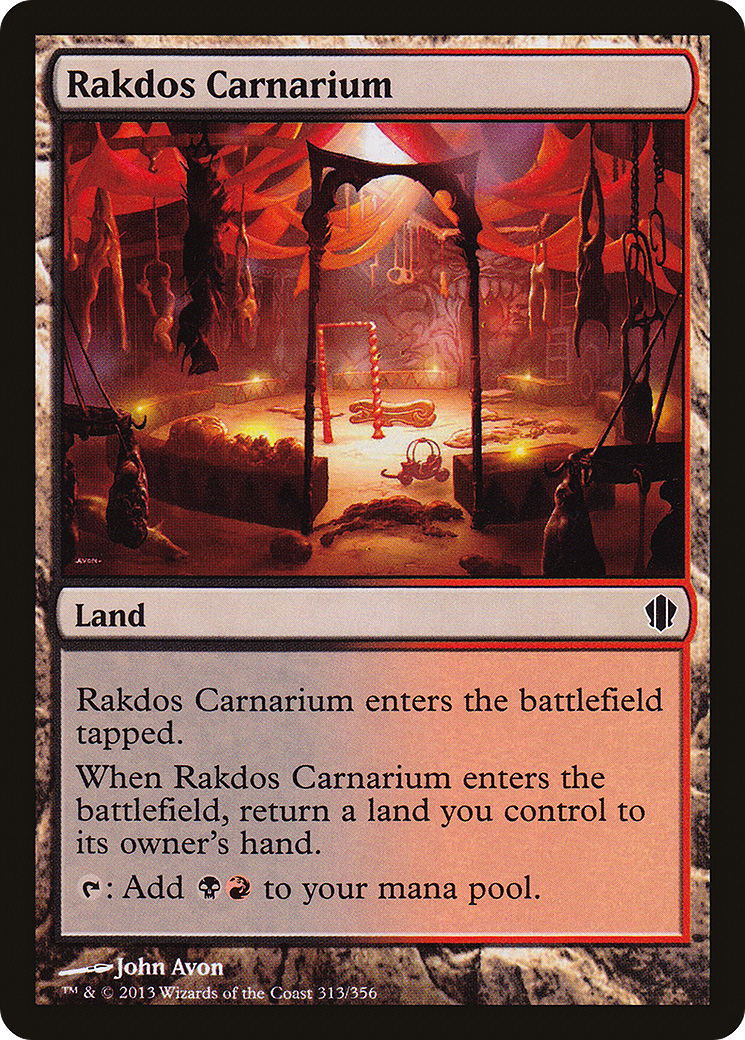 Rakdos Carnarium
AVON
Land
Rakdos Carnarium enters the battlefield
tapped.
When Rakdos Carnarium enters the
battlefield, return a land you control to
its owner's hand.
: Add to your mana pool.
John Avon
™ & © 2013 Wizards of the Coast 313/356